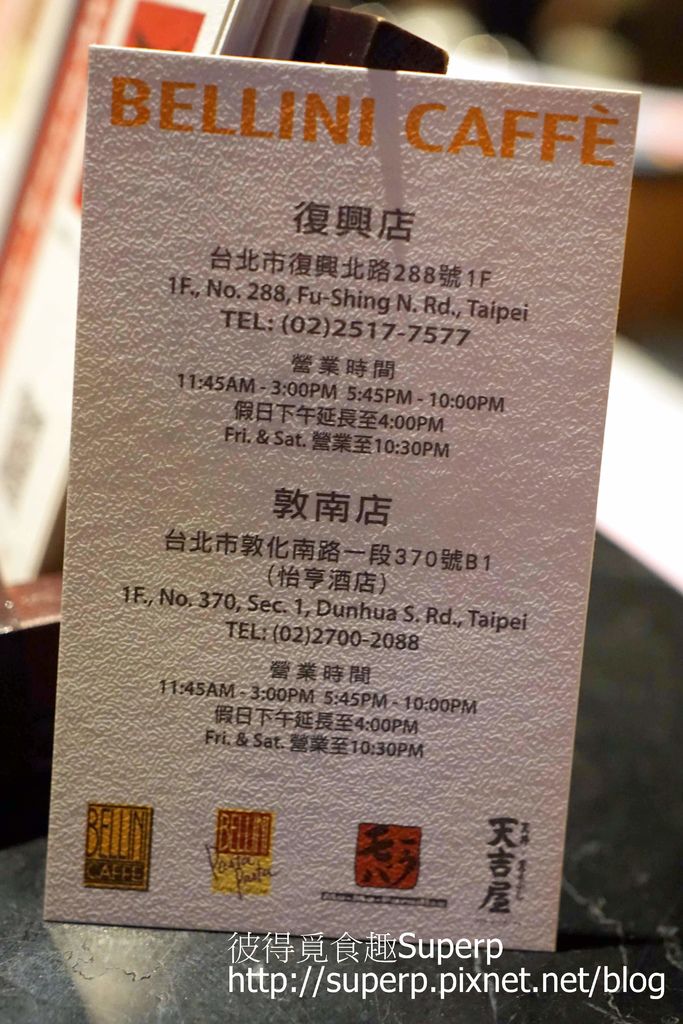 BELLINI CAFFÈ
復興店
台北市復興北路288號1F
1F., No. 288, Fu-Shing N. Rd., Taipei
TEL: (02)2517-7577
營業時間
11:45AM - 3:00PM 5:45PM - 10:00PM
假日下午延長至4:00PM
Fri. & Sat. 營業至10:30PM
敦南店
台北市敦化南路一段370號B1
(怡亨酒店)
1F., No. 370, Sec. 1, Dunhua S. Rd., Taipei
TEL: (02)2700-2088
營業時間
11:45AM - 3:00PM 5:45PM - 10:00PM
假日下午延長至4:00PM
Fri. & Sat. 營業至10:30PM
BELLINI
CAFFÈ
BELLINI
Pasta Pasta
天吉屋
彼得覓食趣Superp
http://superp.pixnet.net/blog